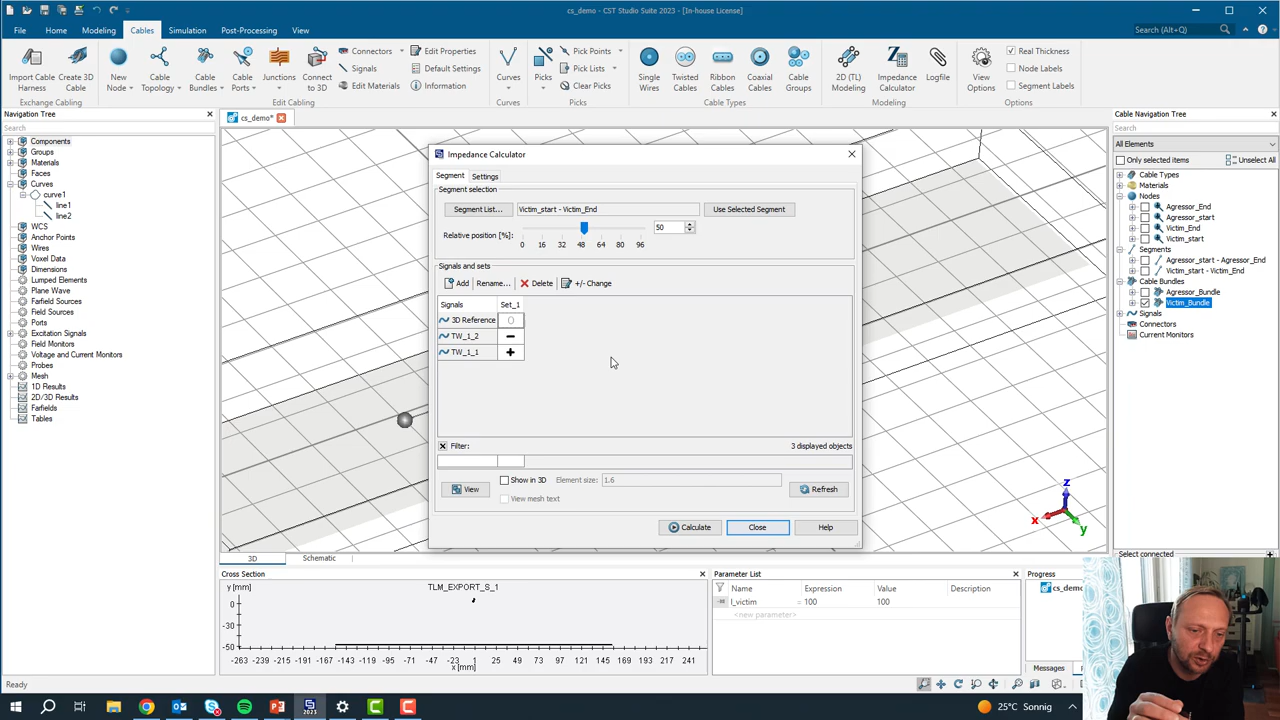 cs_demo - CST Studio Suite 2023 - [In-house License]
File Home Modeling Cables Simulation Post-Processing View
Search (Alt+Q)
Import Cable Harness
Create 3D Cable
Exchange Cabling
New Node
Cable Topology
Cable Bundles
Cable Ports
Junctions
Connect to 3D
Connectors
Signals
Edit Materials
Edit Properties
Default Settings
Information
Edit Cabling
Curves
Curves
Picks
Pick Points
Pick Lists
Clear Picks
Picks
Single Wires
Twisted Cables
Ribbon Cables
Coaxial Cables
Cable Groups
Cable Types
2D (TL) Modeling
Impedance Calculator
Logfile
Modeling
View Options
Real Thickness
Node Labels
Segment Labels
Options
Navigation Tree
Search
Components
Groups
Materials
Faces
Curves
curve1
line1
line2
WCS
Anchor Points
Wires
Voxel Data
Dimensions
Lumped Elements
Plane Wave
Farfield Sources
Field Sources
Ports
Excitation Signals
Field Monitors
Voltage and Current Monitors
Probes
Mesh
1D Results
2D/3D Results
Farfields
Tables
cs_demo*
Impedance Calculator
Segment Settings
Segment selection
Segment List... Victim_start - Victim_End Use Selected Segment
Relative position [%]: 50
0 16 32 48 64 80 96
Signals and sets
Add Rename... Delete +/- Change
Signals Set_1
3D Reference 0
TW_1_2 −
TW_1_1 +
Filter: 3 displayed objects
View Show in 3D Element size: 1.6 Refresh
View mesh text
Calculate Close Help
z
x
y
3D Schematic
Cross Section
TLM_EXPORT_S_1
y [mm]
0
-30
-50
-263 -243 -219 -195 -167 -143 -119 -95 -71 -47 -23 1 25 49 73 97 121 145 169 193 217 241
x [mm]
Parameter List
Name Expression Value Description
l_victim = 100 100
<new parameter>
Progress
cs_demo
Messages
Cable Navigation Tree
Search
All Elements
Only selected items Unselect All
Cable Types
Materials
Nodes
Agressor_End
Agressor_start
Victim_End
Victim_start
Segments
Agressor_start - Agressor_End
Victim_start - Victim_End
Cable Bundles
Agressor_Bundle
Victim_Bundle
Signals
Connectors
Current Monitors
Select connected
Ready
2023
25°C Sonnig